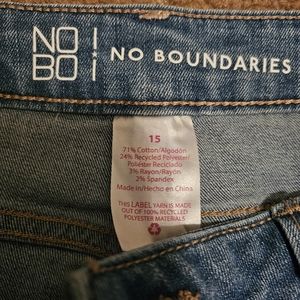 NO
BO
NO BOUNDARIES
15
71% Cotton/Algodón
24% Recycled Polyester/
Poliéster Reciclado
3% Rayon/Rayón
2% Spandex
Made in/Hecho en China
THIS LABEL YARN IS MADE
OUT OF 100% RECYCLED
POLYESTER MATERIALS